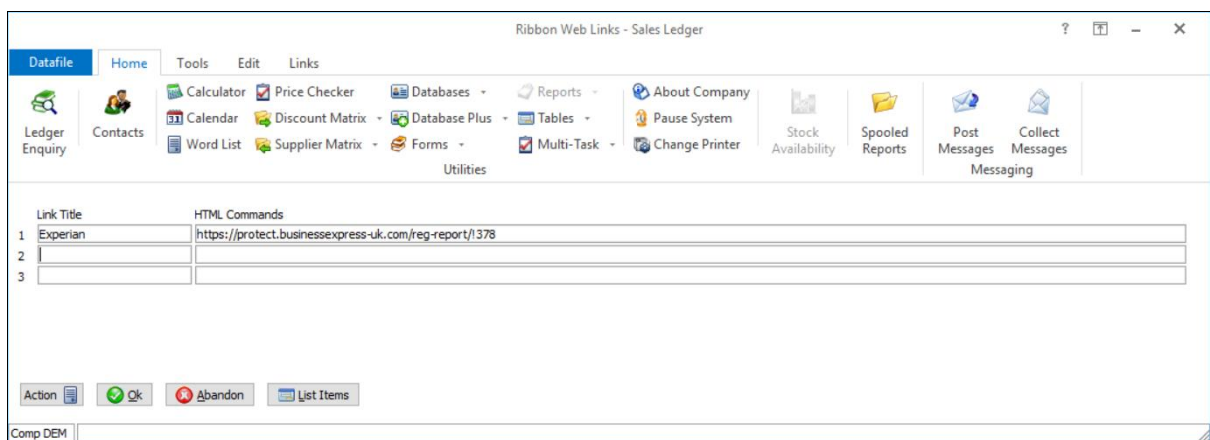 Ribbon Web Links - Sales Ledger
?
Datafile Home Tools Edit Links
Ledger Enquiry
Contacts
Calculator Price Checker Databases Reports About Company
Calendar Discount Matrix Database Plus Tables Pause System
Word List Supplier Matrix Forms Multi-Task Change Printer
Stock Availability
Spooled Reports
Post Messages
Collect Messages
Utilities Messaging
Link Title HTML Commands
1 Experian https://protect.businessexpress-uk.com/reg-report/!378
2
3
Action Ok Abandon List Items
Comp DEM